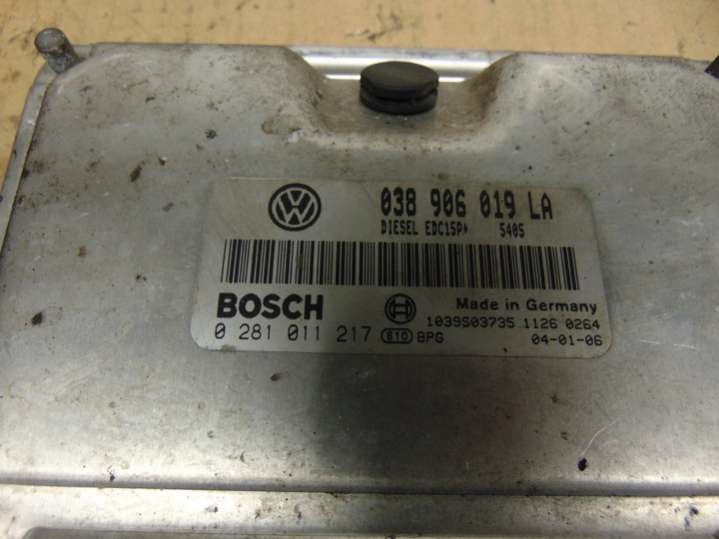 038 906 019 LA
DIESEL EDC15P+ 5405
BOSCH
Made in Germany
0 281 011 217
1039S03735 1126 0264
B10 BPG 04-01-06